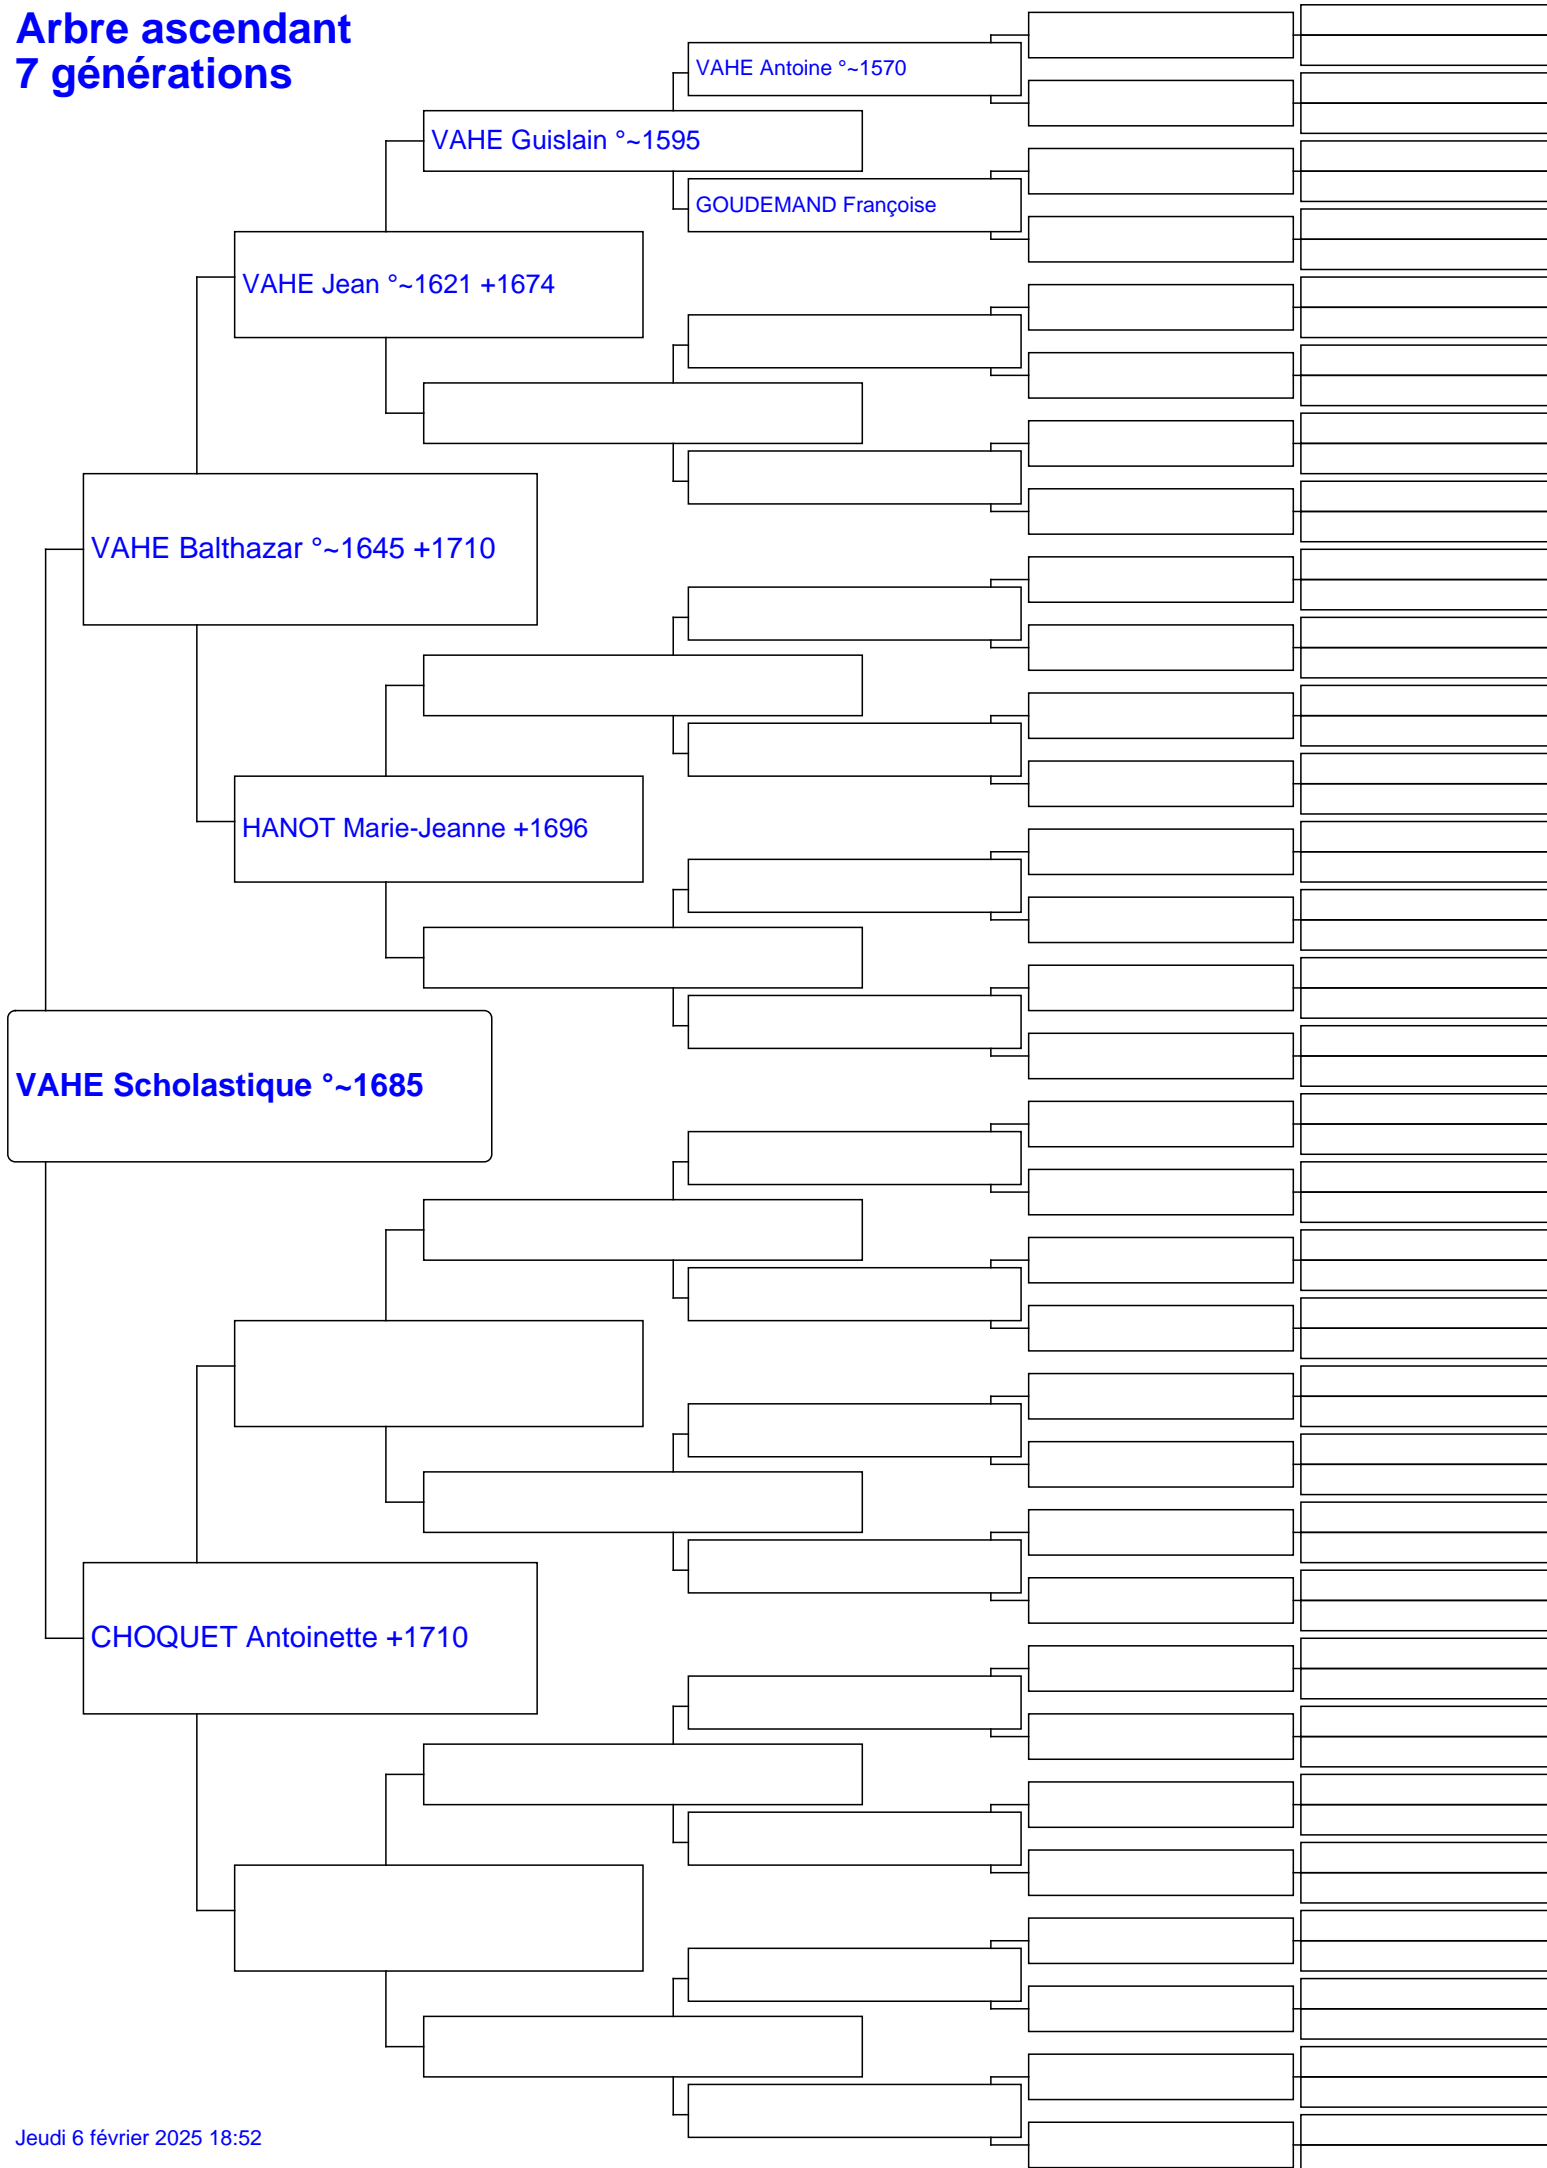 Arbre ascendant
7 générations
VAHE Antoine °~1570
VAHE Guislain °~1595
GOUDEMAND Françoise
VAHE Jean °~1621 +1674
VAHE Balthazar °~1645 +1710
HANOT Marie-Jeanne +1696
VAHE Scholastique °~1685
CHOQUET Antoinette +1710
Jeudi 6 février 2025 18:52